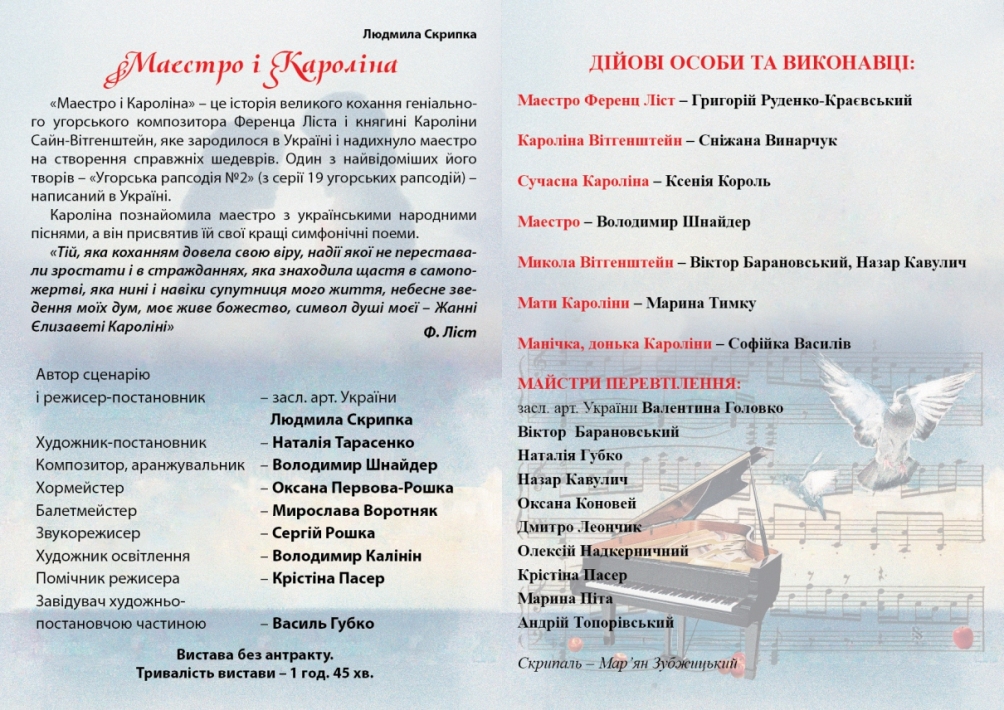 Людмила Скрипка
Маестро і Кароліна
«Маестро і Кароліна» – це історія великого кохання геніально-
го угорського композитора Ференца Ліста і княгині Кароліни
Сайн-Вітгенштейн, яке зародилося в Україні і надихнуло маестро
на створення справжніх шедеврів. Один з найвідоміших його
творів – «Угорська рапсодія №2» (з серії 19 угорських рапсодій) –
написаний в Україні.
Кароліна познайомила маестро з українськими народними
піснями, а він присвятив їй свої кращі симфонічні поеми.
«Тій, яка коханням довела свою віру, надії якої не перестава-
ли зростати і в стражданнях, яка знаходила щастя в самопо-
жертві, яка нині і навіки супутниця мого життя, небесне зве-
дення моїх дум, моє живе божество, символ душі моєї – Жанні
Єлизаветі Кароліні»
Ф. Ліст
Автор сценарію
і режисер-постановник – засл. арт. України
Людмила Скрипка
Художник-постановник – Наталія Тарасенко
Композитор, аранжувальник – Володимир Шнайдер
Хормейстер – Оксана Первова-Рошка
Балетмейстер – Мирослава Воротняк
Звукорежисер – Сергій Рошка
Художник освітлення – Володимир Калінін
Помічник режисера – Крістіна Пасер
Завідувач художньо-
постановчою частиною – Василь Губко
Вистава без антракту.
Тривалість вистави – 1 год. 45 хв.
ДІЙОВІ ОСОБИ ТА ВИКОНАВЦІ:
Маестро Ференц Ліст – Григорій Руденко-Краєвський
Кароліна Вітгенштейн – Сніжана Винарчук
Сучасна Кароліна – Ксенія Король
Маестро – Володимир Шнайдер
Микола Вітгенштейн – Віктор Барановський, Назар Кавулич
Мати Кароліни – Марина Тимку
Манічка, донька Кароліни – Софійка Василів
МАЙСТРИ ПЕРЕВТІЛЕННЯ:
засл. арт. України Валентина Головко
Віктор Барановський
Наталія Губко
Назар Кавулич
Оксана Коновей
Дмитро Леончик
Олексій Надкерничний
Крістіна Пасер
Марина Піта
Андрій Топорівський
Скрипаль – Мар’ян Зубжицький